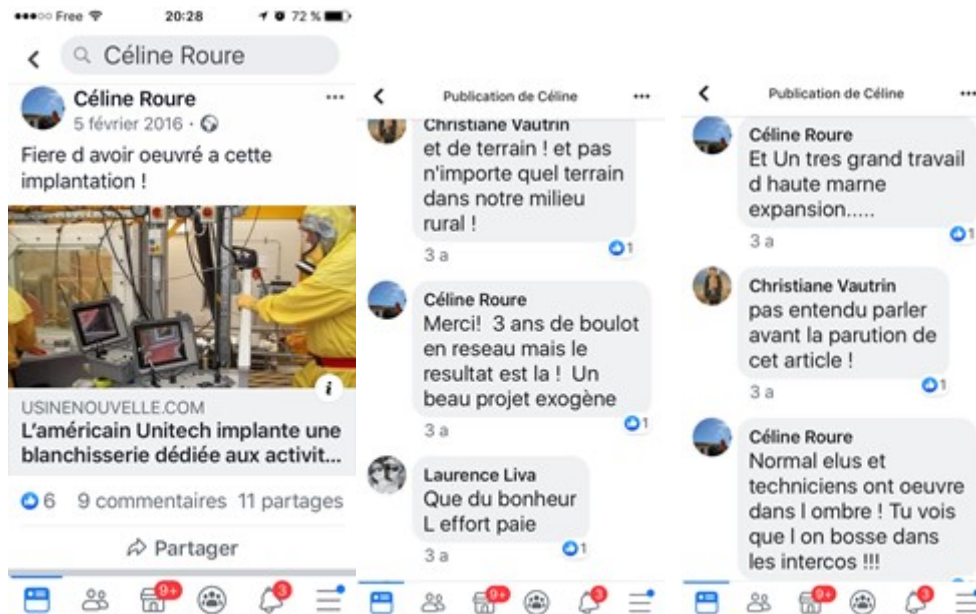 Free 20:28 72 %
Céline Roure
Céline Roure
5 février 2016 ·
Fiere d avoir oeuvré a cette
implantation !
USINENOUVELLE.COM
L'américain Unitech implante une
blanchisserie dédiée aux activit...
6 9 commentaires 11 partages
Partager
9+ 3
Publication de Céline
Christiane Vautrin
et de terrain ! et pas
n'importe quel terrain
dans notre milieu
rural !
3 a 1
Céline Roure
Merci! 3 ans de boulot
en reseau mais le
resultat est la ! Un
beau projet exogène
3 a 1
Laurence Liva
Que du bonheur
L effort paie
3 a 1
9+ 3
Publication de Céline
Céline Roure
Et Un tres grand travail
d haute marne
expansion.....
3 a 1
Christiane Vautrin
pas entendu parler
avant la parution de
cet article !
3 a 1
Céline Roure
Normal elus et
techniciens ont oeuvre
dans l ombre ! Tu vois
que l on bosse dans
les intercos !!!
9+ 3